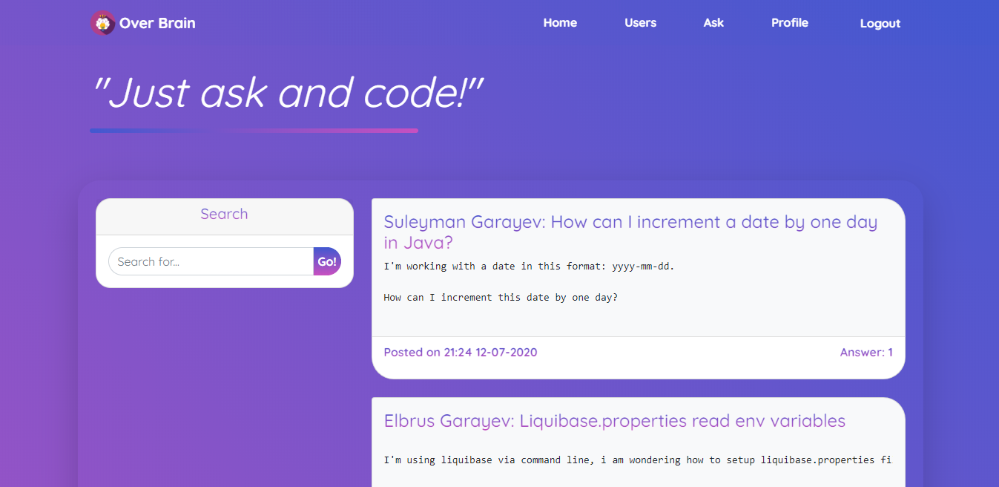 Over Brain
Home
Users
Ask
Profile
Logout
"Just ask and code!"
Search
Search for...
Go!
Suleyman Garayev: How can I increment a date by one day
in Java?
I'm working with a date in this format: yyyy-mm-dd.
How can I increment this date by one day?
Posted on 21:24 12-07-2020
Answer: 1
Elbrus Garayev: Liquibase.properties read env variables
I'm using liquibase via command line, i am wondering how to setup liquibase.properties fi